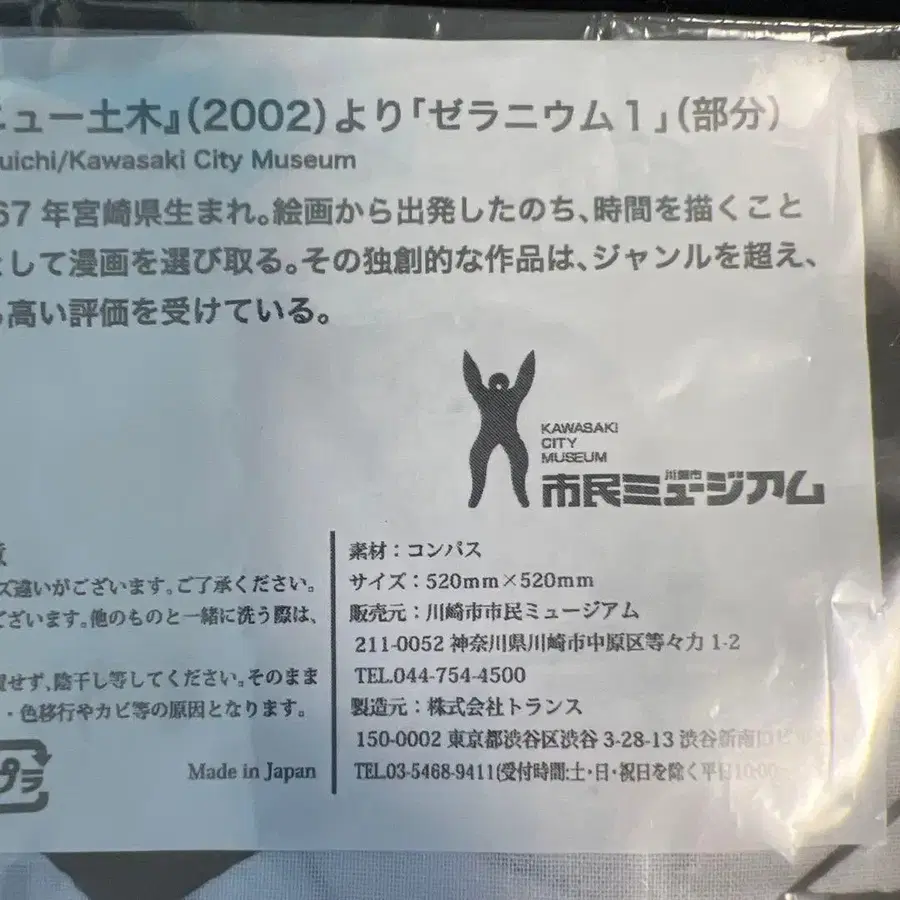 ニュー土木』(2002)より「ゼラニウム1」(部分)
uichi/Kawasaki City Museum
67年宮崎県生まれ。絵画から出発したのち、時間を描くこと
として漫画を選び取る。その独創的な作品は、ジャンルを超え、
高い評価を受けている。
KAWASAKI
CITY
MUSEUM
川崎市
市民ミュージアム
ズ違いがございます。ご了承ください。
ございます。他のものと一緒に洗う際は、
せず、陰干し等してください。そのまま
・色移行やカビ等の原因となります。
プラ
Made in Japan
素材：コンパス
サイズ：520mm×520mm
販売元：川崎市市民ミュージアム
211-0052 神奈川県川崎市中原区等々力 1-2
TEL.044-754-4500
製造元：株式会社トランス
150-0002 東京都渋谷区渋谷 3-28-13 渋谷新南口ビル
TEL.03-5468-9411(受付時間:土・日・祝日を除く平日10:00